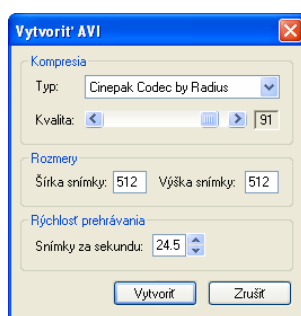 Vytvoriť AVI
Kompresia
Typ: Cinepak Codec by Radius
Kvalita: 91
Rozmery
Šírka snímky: 512 Výška snímky: 512
Rýchlosť prehrávania
Snímky za sekundu: 24.5
Vytvoriť Zrušiť